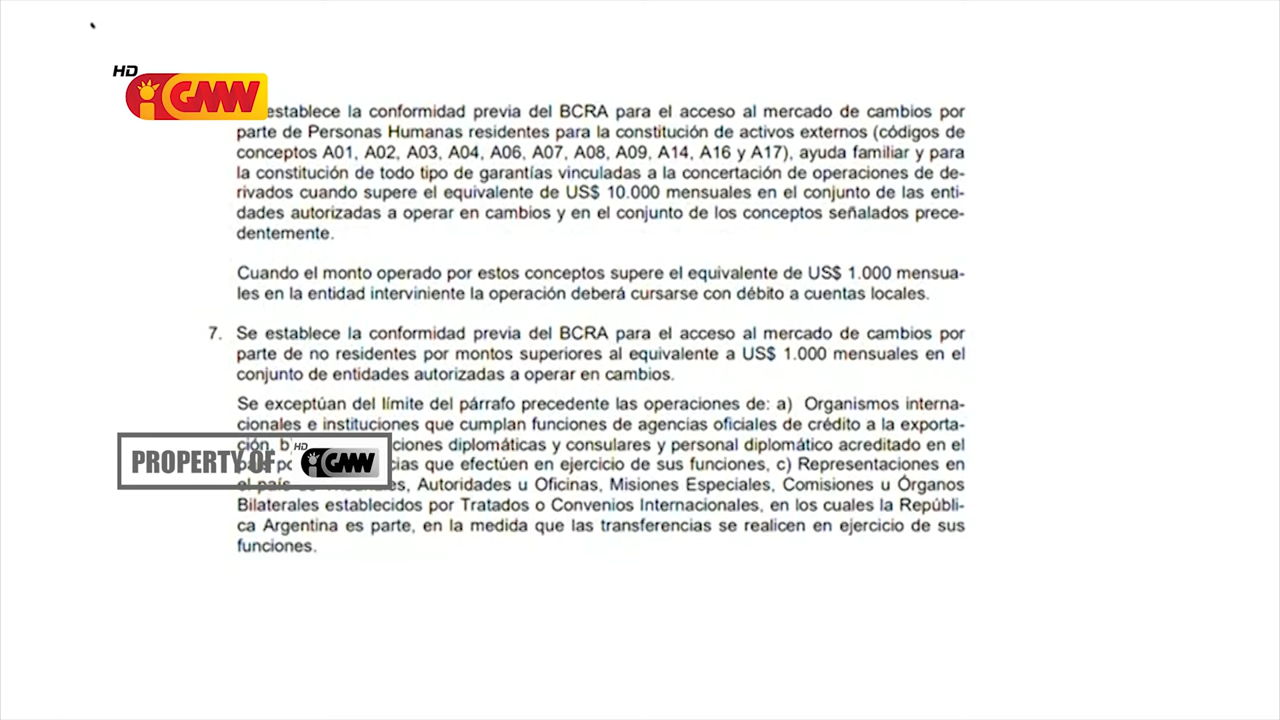 HD
iGMW
establece la conformidad previa del BCRA para el acceso al mercado de cambios por
parte de Personas Humanas residentes para la constitución de activos externos (códigos de
conceptos A01, A02, A03, A04, A06, A07, A08, A09, A14, A16 y A17), ayuda familiar y para
la constitución de todo tipo de garantías vinculadas a la concertación de operaciones de de-
rivados cuando supere el equivalente de US$ 10.000 mensuales en el conjunto de las enti-
dades autorizadas a operar en cambios y en el conjunto de los conceptos señalados prece-
dentemente.
Cuando el monto operado por estos conceptos supere el equivalente de US$ 1.000 mensua-
les en la entidad interviniente la operación deberá cursarse con débito a cuentas locales.
7. Se establece la conformidad previa del BCRA para el acceso al mercado de cambios por
parte de no residentes por montos superiores al equivalente a US$ 1.000 mensuales en el
conjunto de entidades autorizadas a operar en cambios.
Se exceptúan del límite del párrafo precedente las operaciones de: a) Organismos interna-
cionales e instituciones que cumplan funciones de agencias oficiales de crédito a la exporta-
ción, b) ciones diplomáticas y consulares y personal diplomático acreditado en el
cias que efectúen en ejercicio de sus funciones, c) Representaciones en
el país es, Autoridades u Oficinas, Misiones Especiales, Comisiones u Órganos
Bilaterales establecidos por Tratados o Convenios Internacionales, en los cuales la Repúbli-
ca Argentina es parte, en la medida que las transferencias se realicen en ejercicio de sus
funciones.
PROPERTY OF HD iGMW